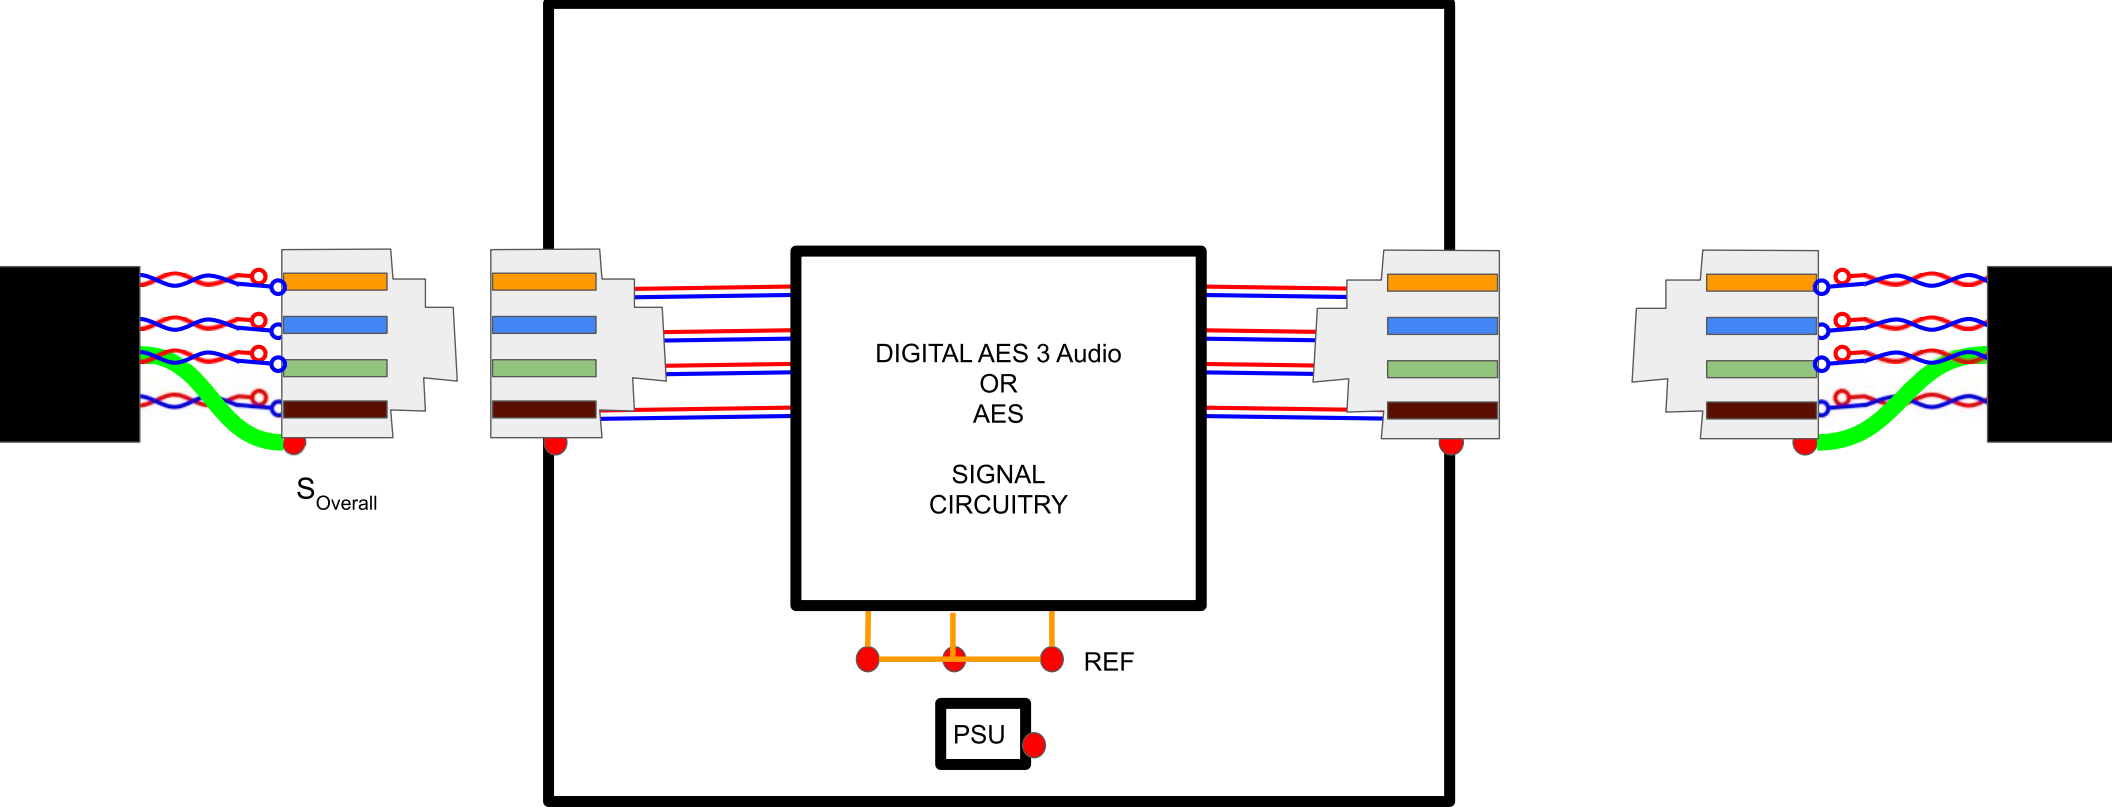 DIGITAL AES 3 Audio
OR
AES
SIGNAL
CIRCUITRY
SOverall
REF
PSU